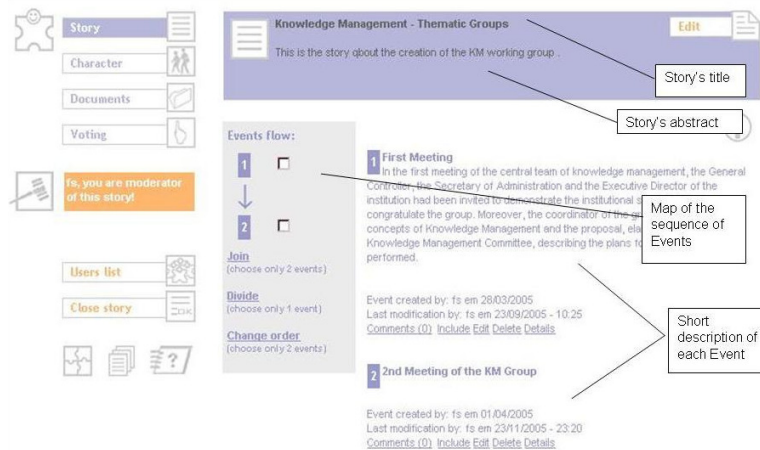 Story
Character
Documents
Voting
fs, you are moderator
of this story!
Users list
Close story
OK
?
Knowledge Management - Thematic Groups
This is the story qbout the creation of the KM working group .
Edit
Story's title
Story's abstract
Events flow:
1
2
Join
(choose only 2 events)
Divide
(choose only 1 event)
Change order
(choose only 2 events)
1 First Meeting
In the first meeting of the central team of knowledge management, the General
Controller, the Secretary of Administration and the Executive Director of the
institution had been invited to demonstrate the institutional s
congratulate the group. Moreover, the coordinator of the g
concepts of Knowledge Management and the proposal, ela
Knowledge Management Committee, describing the plans fo
performed.
Event created by: fs em 28/03/2005
Last modification by: fs em 23/09/2005 - 10:25
Comments (0) Include Edit Delete Details
2 2nd Meeting of the KM Group
Event created by: fs em 01/04/2005
Last modification by: fs em 23/11/2005 - 23:20
Comments (0) Include Edit Delete Details
Map of the
sequence of
Events
Short
description of
each Event